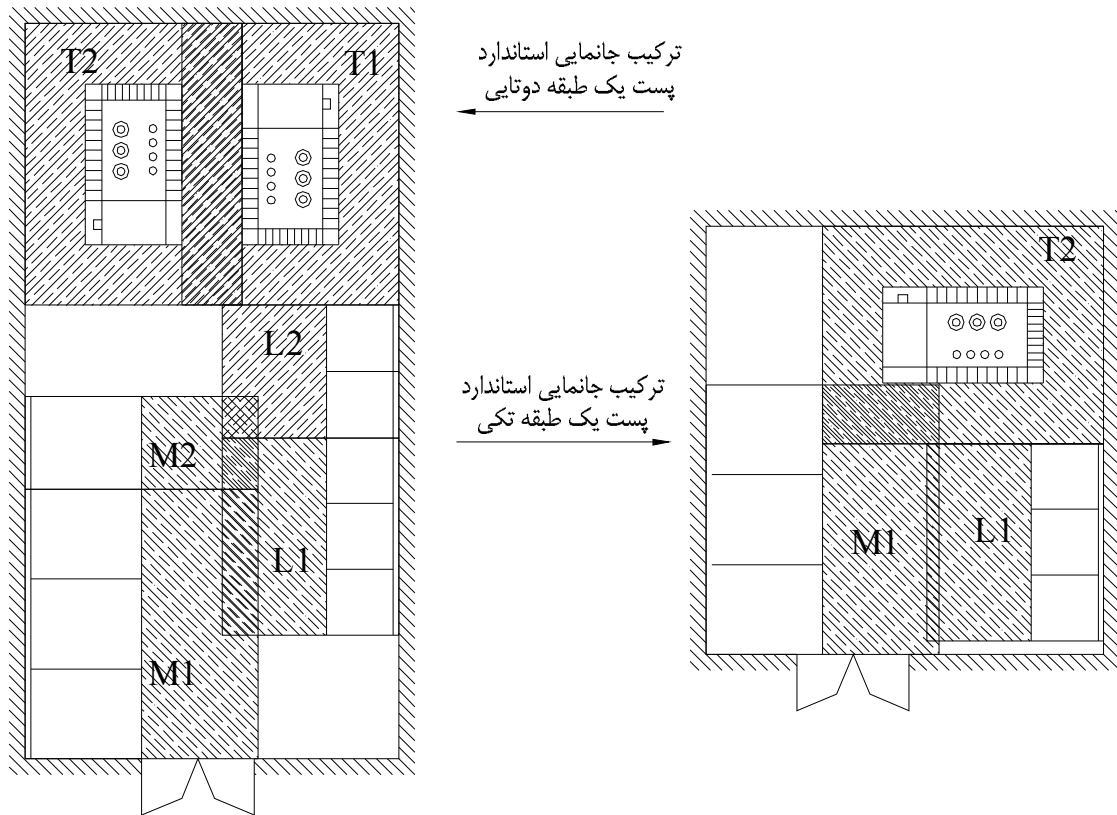 T2
T1
ترکیب جانمایی استاندارد
پست یک طبقه دوتایی
T2
L2
ترکیب جانمایی استاندارد
پست یک طبقه تکی
M2
M1
L1
L1
M1